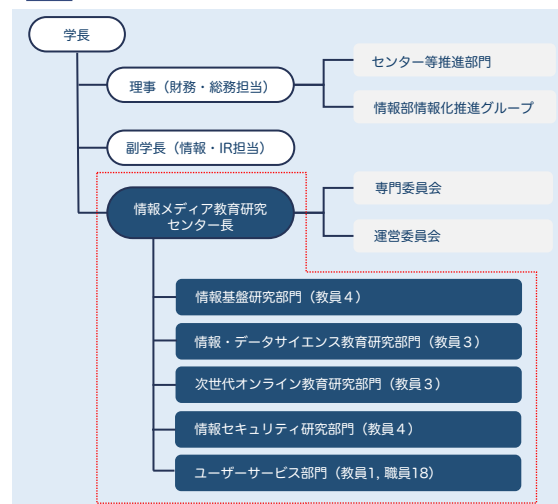 学長
理事（財務・総務担当）
センター等推進部門
情報部情報化推進グループ
副学長（情報・IR担当）
情報メディア教育研究
センター長
専門委員会
運営委員会
情報基盤研究部門（教員４）
情報・データサイエンス教育研究部門（教員３）
次世代オンライン教育研究部門（教員３）
情報セキュリティ研究部門（教員４）
ユーザーサービス部門（教員1, 職員18）